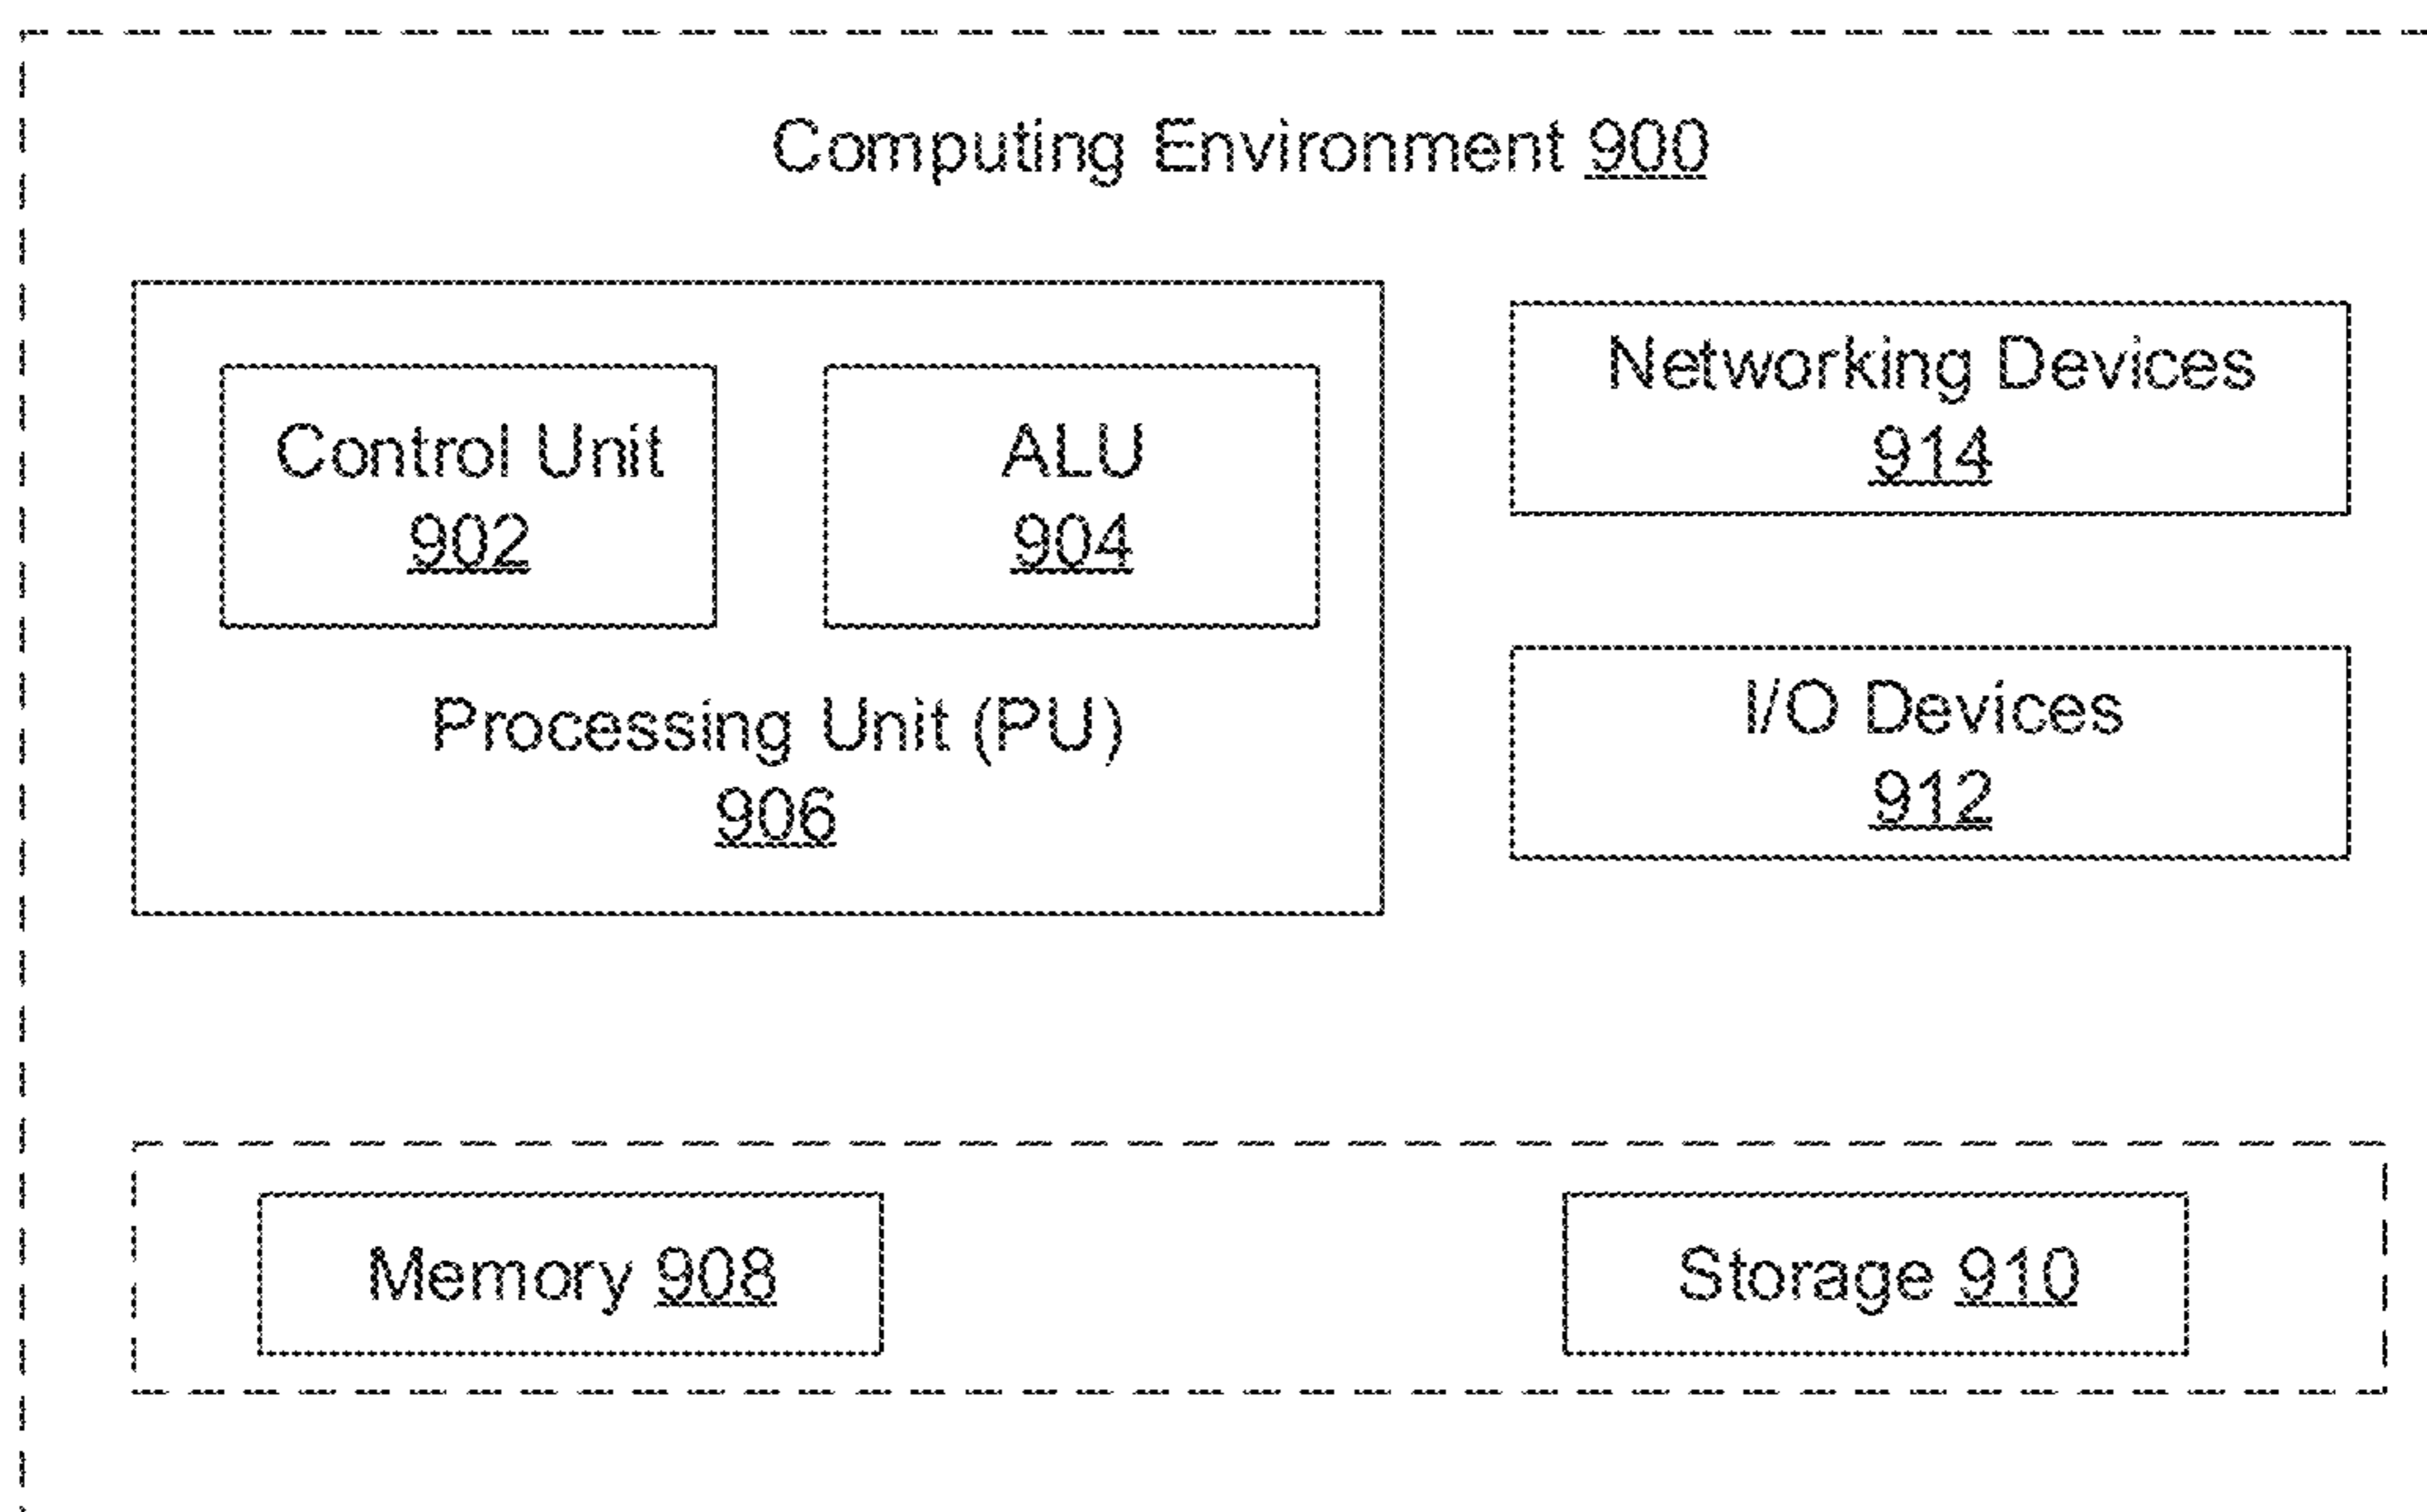 Computing Environment 900
Control Unit
902
ALU
904
Processing Unit (PU)
906
Networking Devices
914
I/O Devices
912
Memory 908
Storage 910